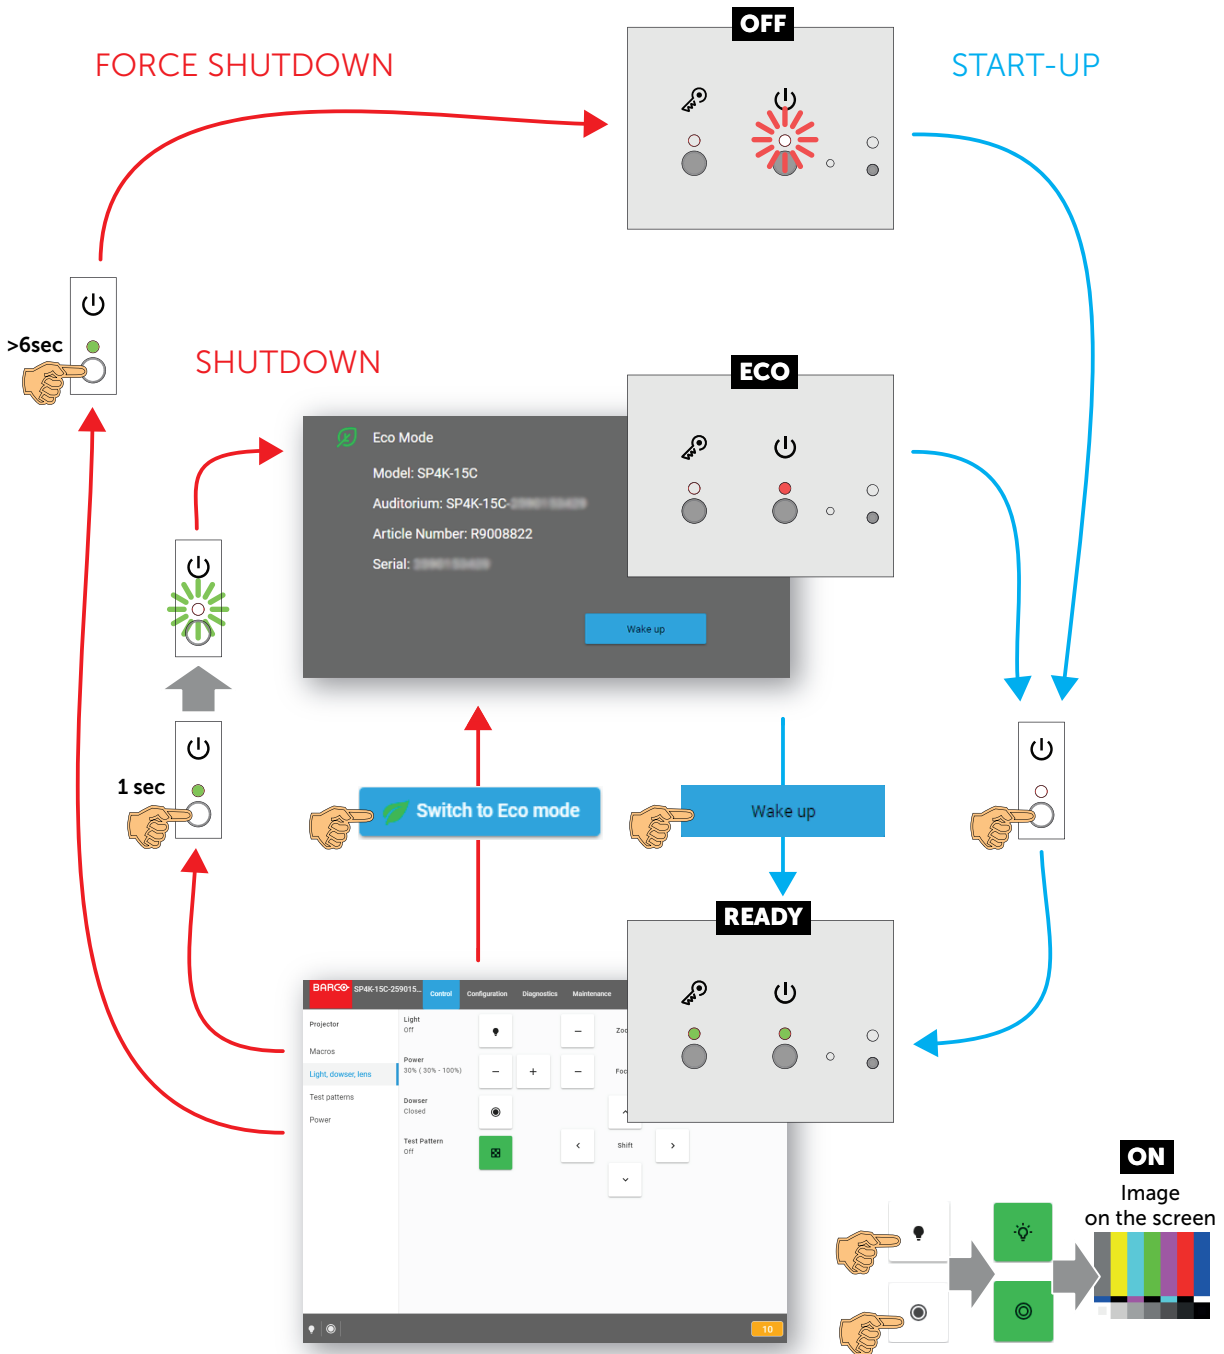 OFF
FORCE SHUTDOWN
START-UP
>6sec
SHUTDOWN
ECO
Eco Mode
Model: SP4K-15C
Auditorium: SP4K-15C-
Article Number: R9008822
Serial:
Wake up
1 sec
Switch to Eco mode
Wake up
READY
BARCO
SP4K-15C-259015...
Control
Configuration
Diagnostics
Maintenance
Projector
Macros
Light, dowser, lens
Test patterns
Power
Light
Off
Zoo
Power
30% ( 30% - 100%)
Foc
Dowser
Closed
Test Pattern
Off
Shift
ON
Image
on the screen
10